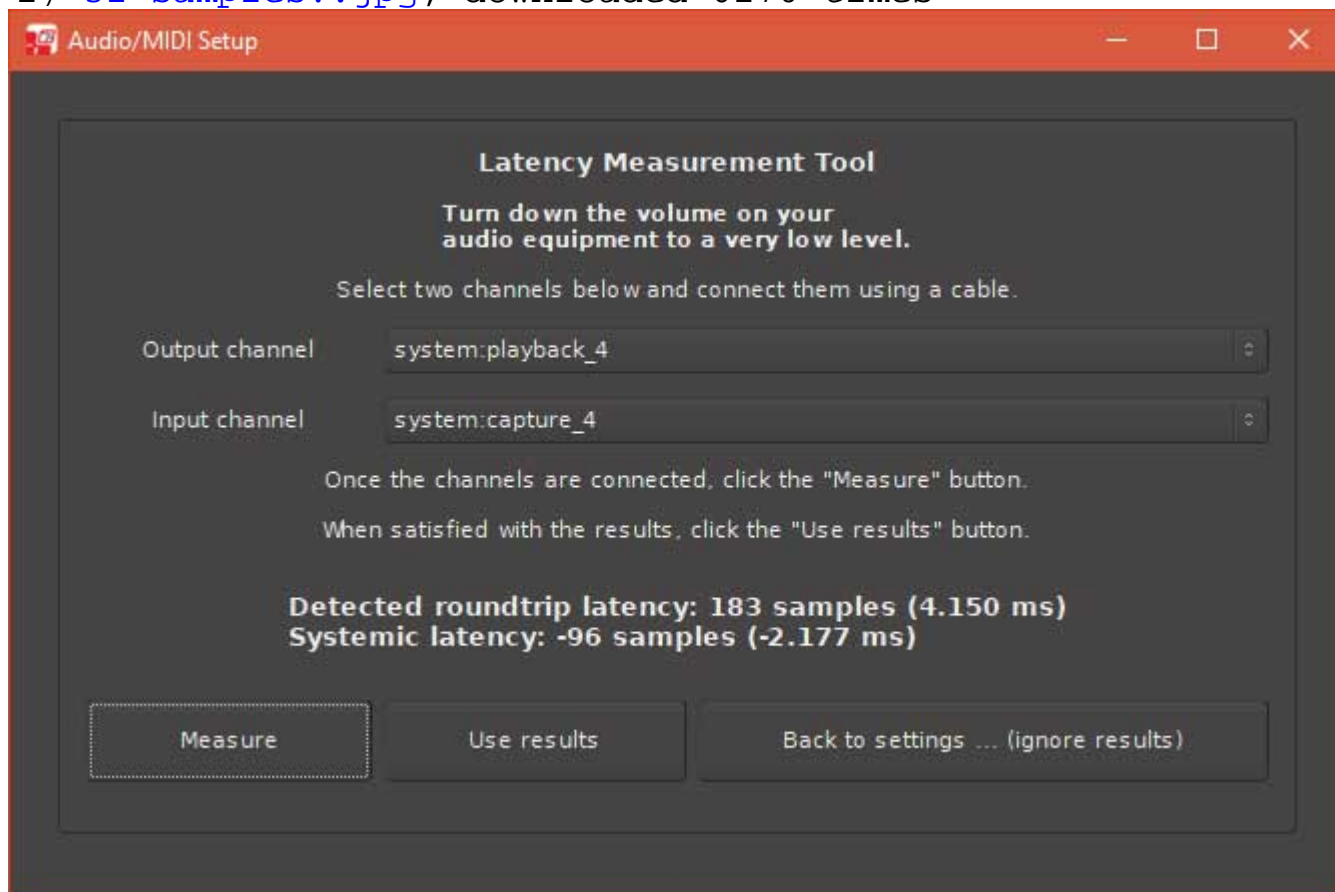 Audio/MIDI Setup
Latency Measurement Tool
Turn down the volume on your
audio equipment to a very low level.
Select two channels below and connect them using a cable.
Output channel system:playback_4
Input channel system:capture_4
Once the channels are connected, click the "Measure" button.
When satisfied with the results, click the "Use results" button.
Detected roundtrip latency: 183 samples (4.150 ms)
Systemic latency: -96 samples (-2.177 ms)
Measure Use results Back to settings ... (ignore results)